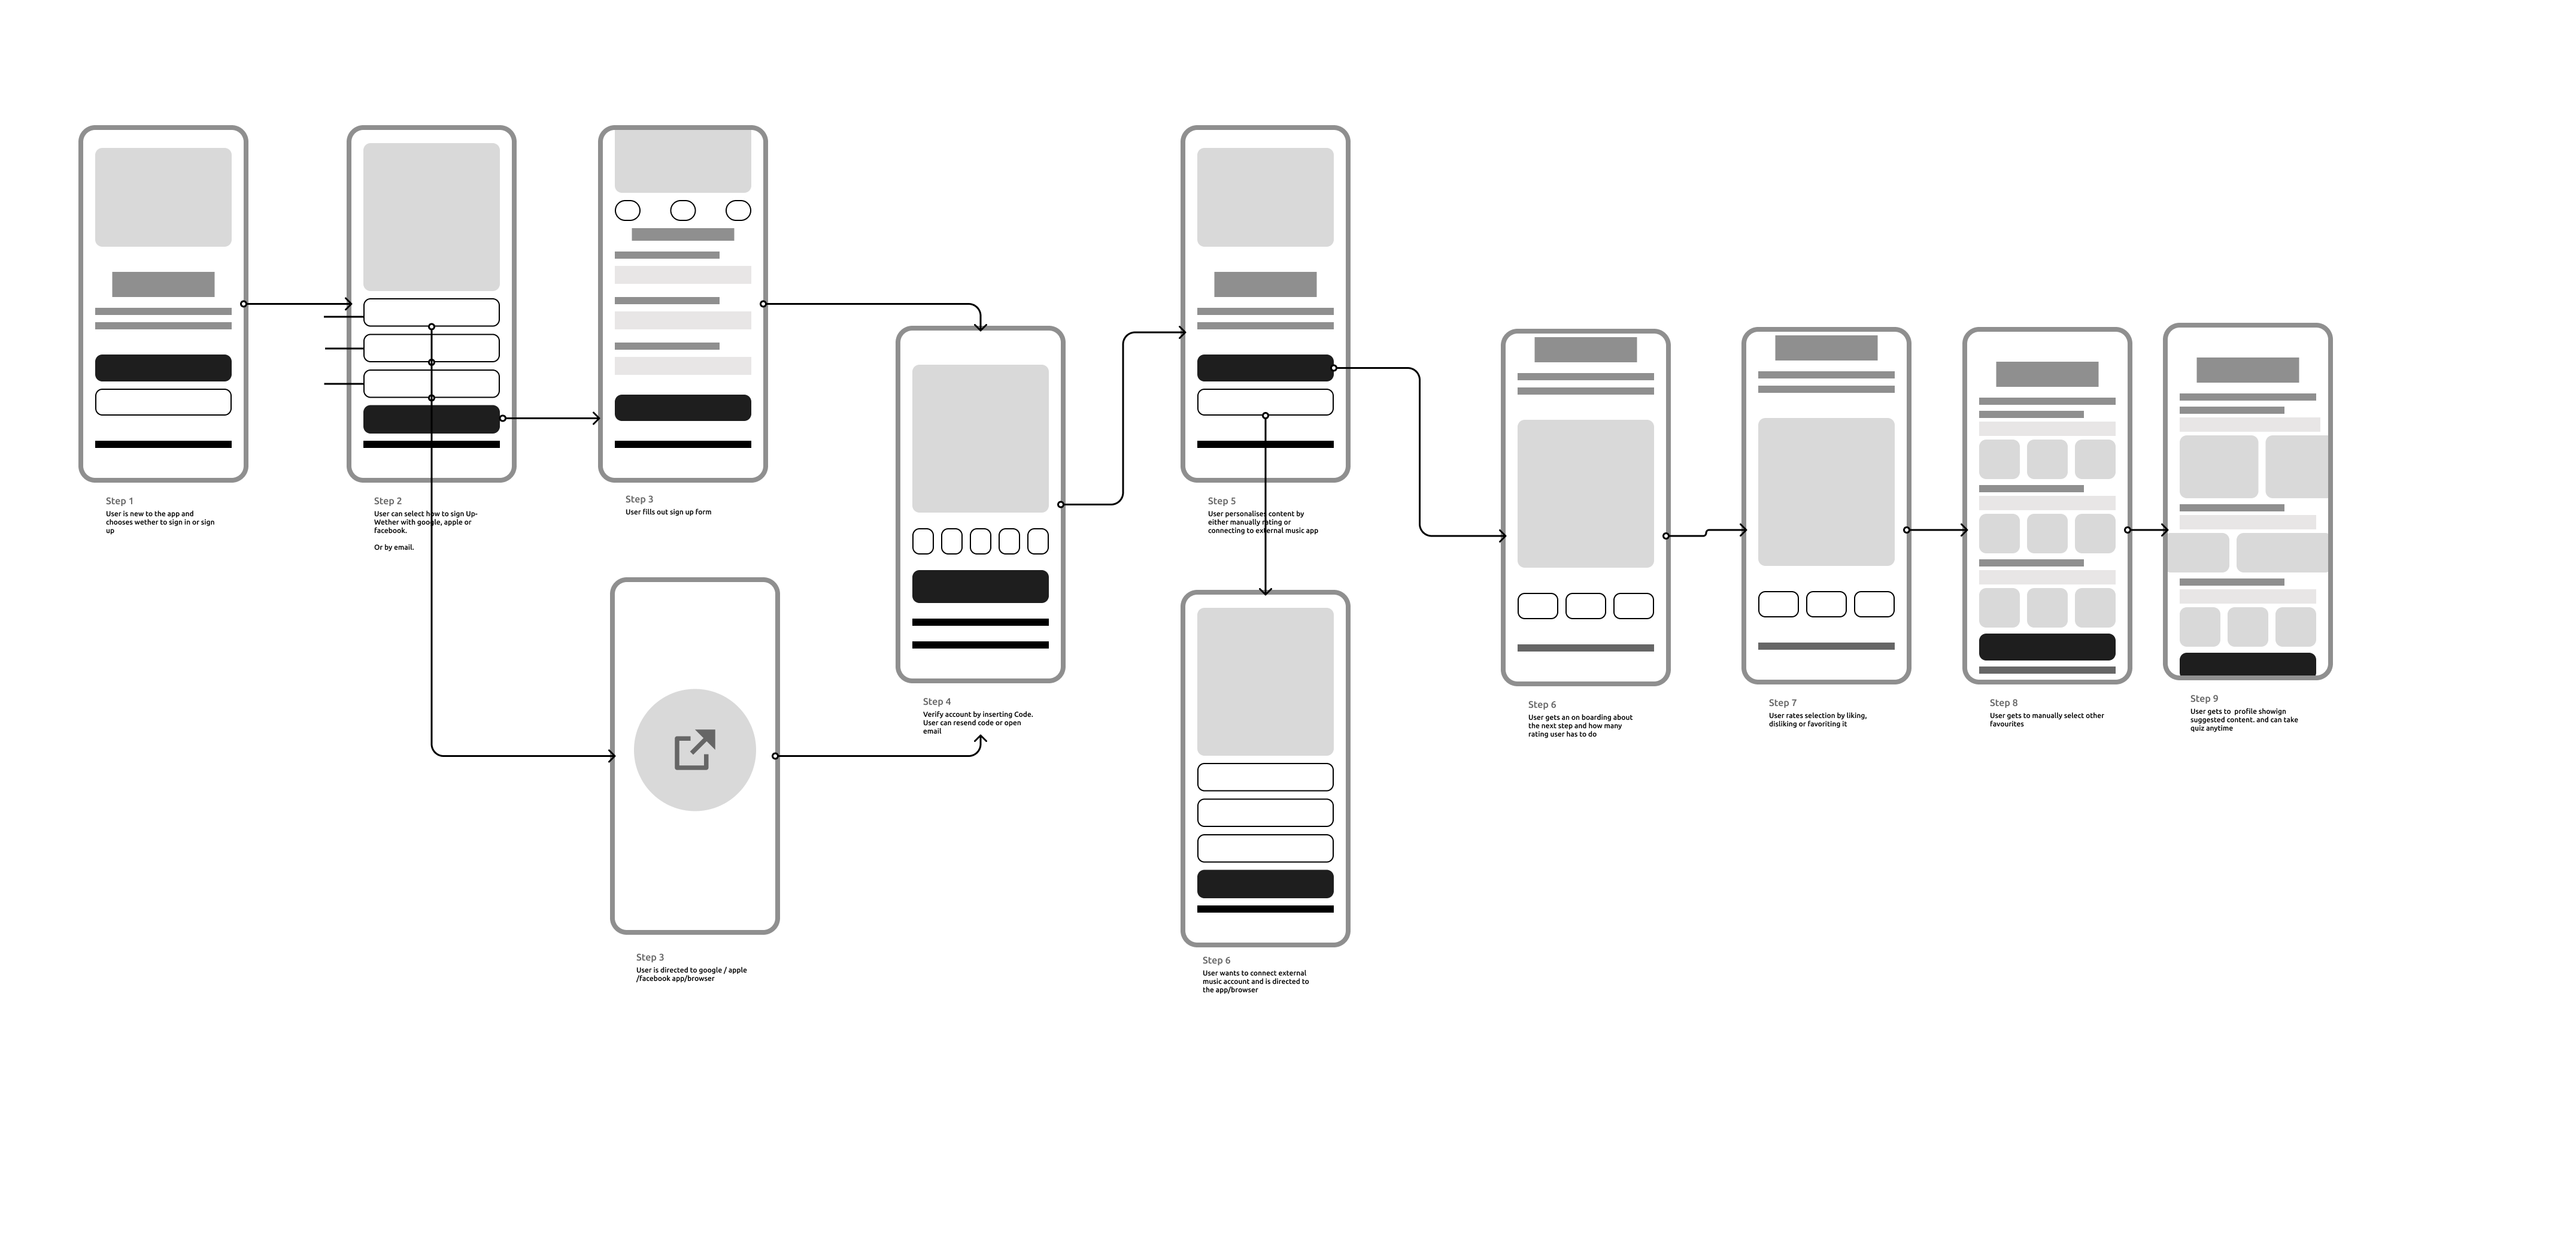 Step 1
User is new to the app and
chooses wether to sign in or sign
up
Step 2
User can select how to sign Up-
Wether with google, apple or
facebook.
Or by email.
Step 3
User fills out sign up form
Step 3
User is directed to google / apple
/facebook app/browser
Step 4
Verify account by inserting Code.
User can resend code or open
email
Step 5
User personalises content by
either manually rating or
connecting to external music app
Step 6
User wants to connect external
music account and is directed to
the app/browser
Step 6
User gets an on boarding about
the next step and how many
rating user has to do
Step 7
User rates selection by liking,
disliking or favoriting it
Step 8
User gets to manually select other
favourites
Step 9
User gets to  profile showign
suggested content. and can take
quiz anytime